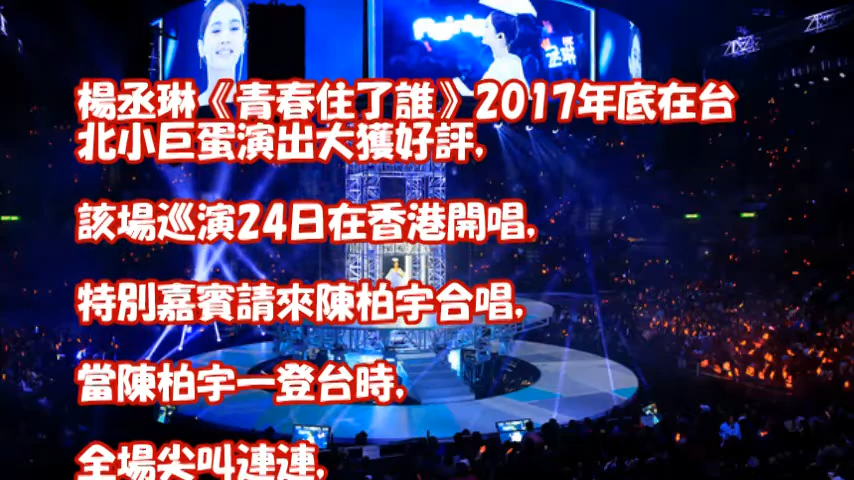 丞琳
楊丞琳《青春住了誰》2017年底在台
北小巨蛋演出大獲好評,
該場巡演24日在香港開唱,
特別嘉賓請來陳柏宇合唱,
當陳柏宇一登台時,
全場尖叫連連,